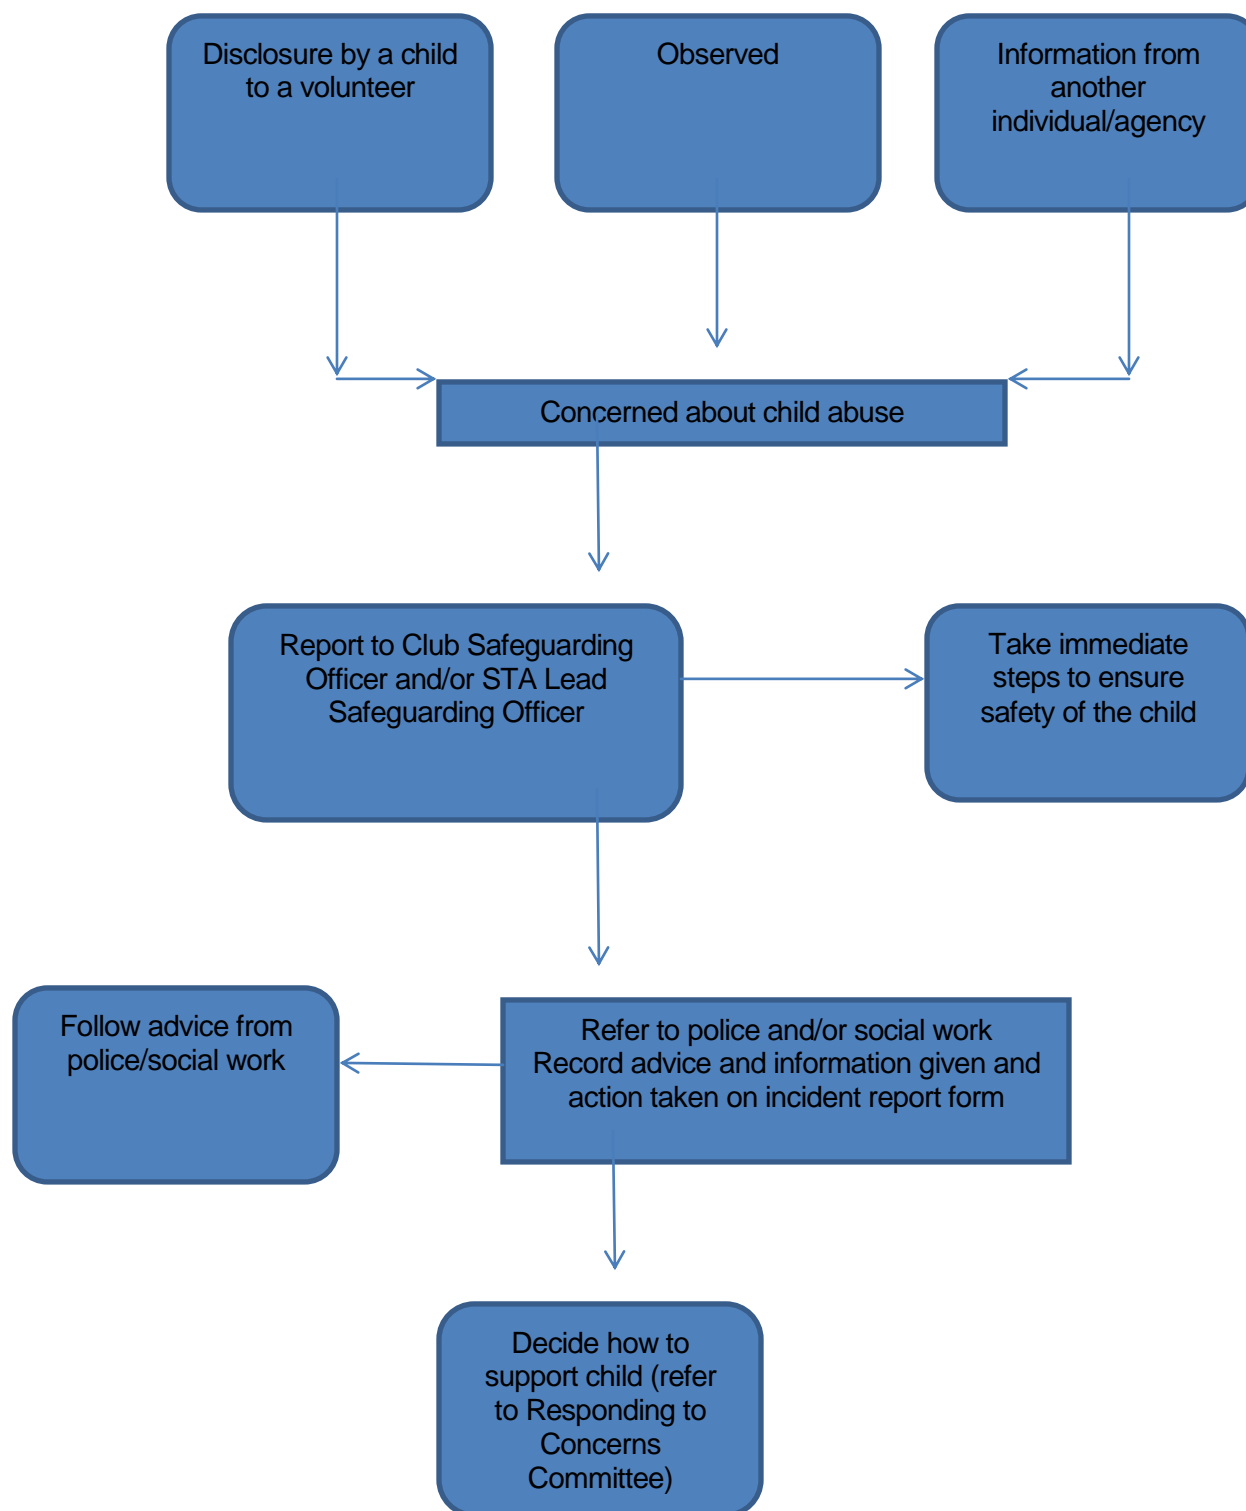 Disclosure by a child
to a volunteer
Observed
Information from
another
individual/agency
Concerned about child abuse
Report to Club Safeguarding
Officer and/or STA Lead
Safeguarding Officer
Take immediate
steps to ensure
safety of the child
Follow advice from
police/social work
Refer to police and/or social work
Record advice and information given and
action taken on incident report form
Decide how to
support child (refer
to Responding to
Concerns
Committee)